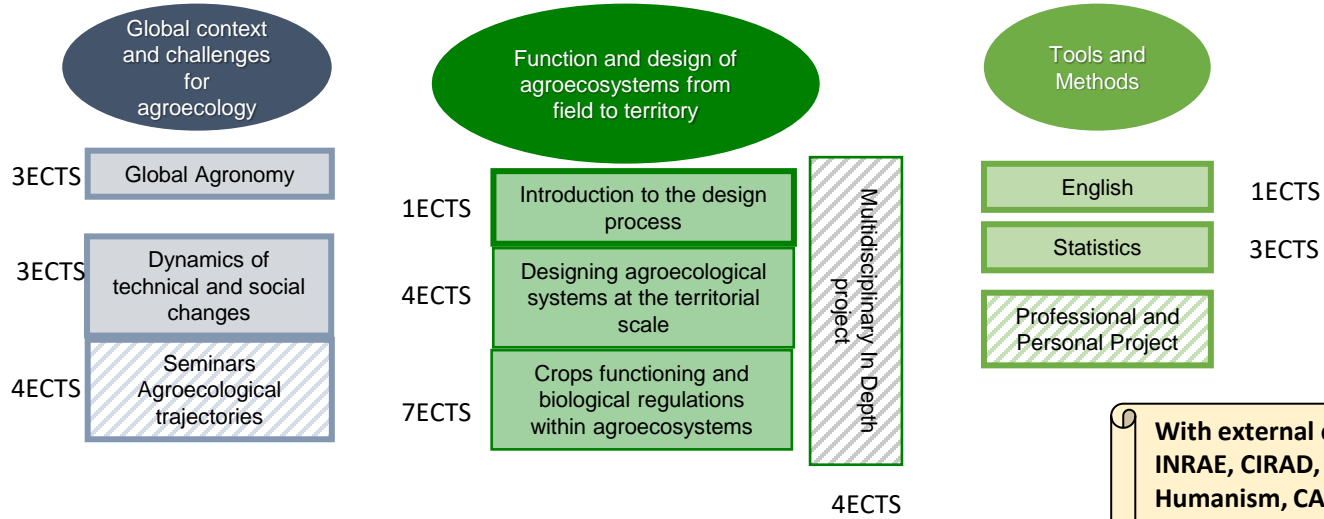 Global context
and challenges
for
agroecology
3ECTS
Global Agronomy
3ECTS
Dynamics of
technical and social
changes
4ECTS
Seminars
Agroecological
trajectories
Function and design of
agroecosystems from
field to territory
1ECTS
Introduction to the design
process
4ECTS
Designing agroecological
systems at the territorial
scale
7ECTS
Crops functioning and
biological regulations
within agroecosystems
Multidisciplinary In Depth
project
4ECTS
Tools and
Methods
English
1ECTS
Statistics
3ECTS
Professional and
Personal Project
With external
INRAE, CIRAD,
Humanism,